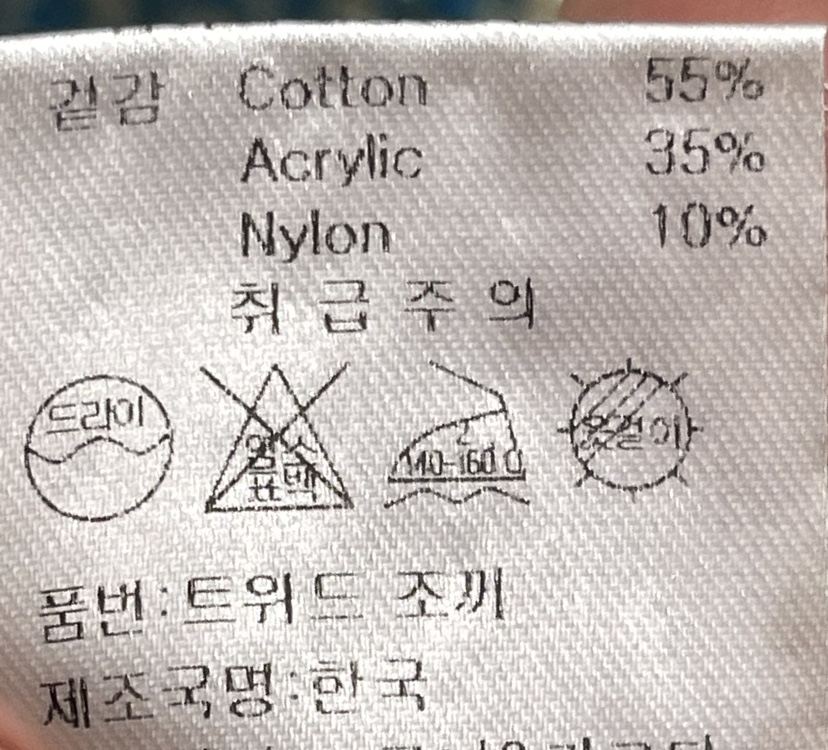 겉감 Cotton 55%
Acrylic 35%
Nylon 10%
취급주의
드라이
염소
표백
140-160℃
옷걸이
품번:트위드 조끼
제조국명:한국